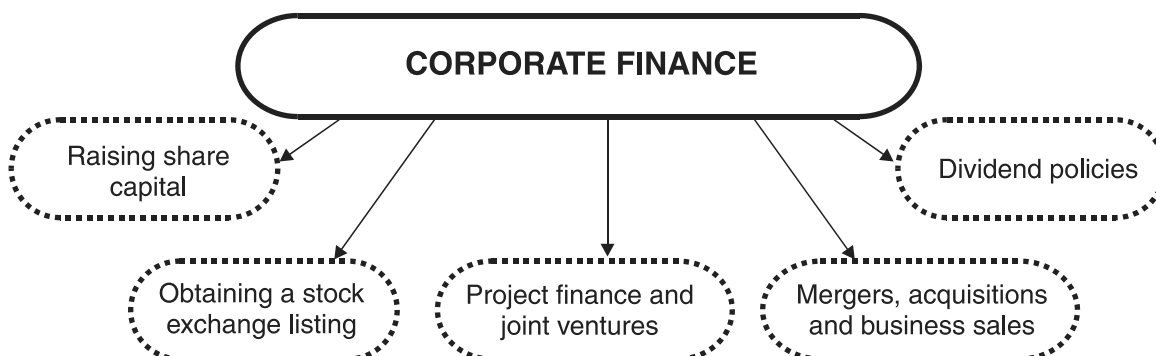 CORPORATE FINANCE
Raising share
capital
Dividend policies
Obtaining a stock
exchange listing
Project finance and
joint ventures
Mergers, acquisitions
and business sales